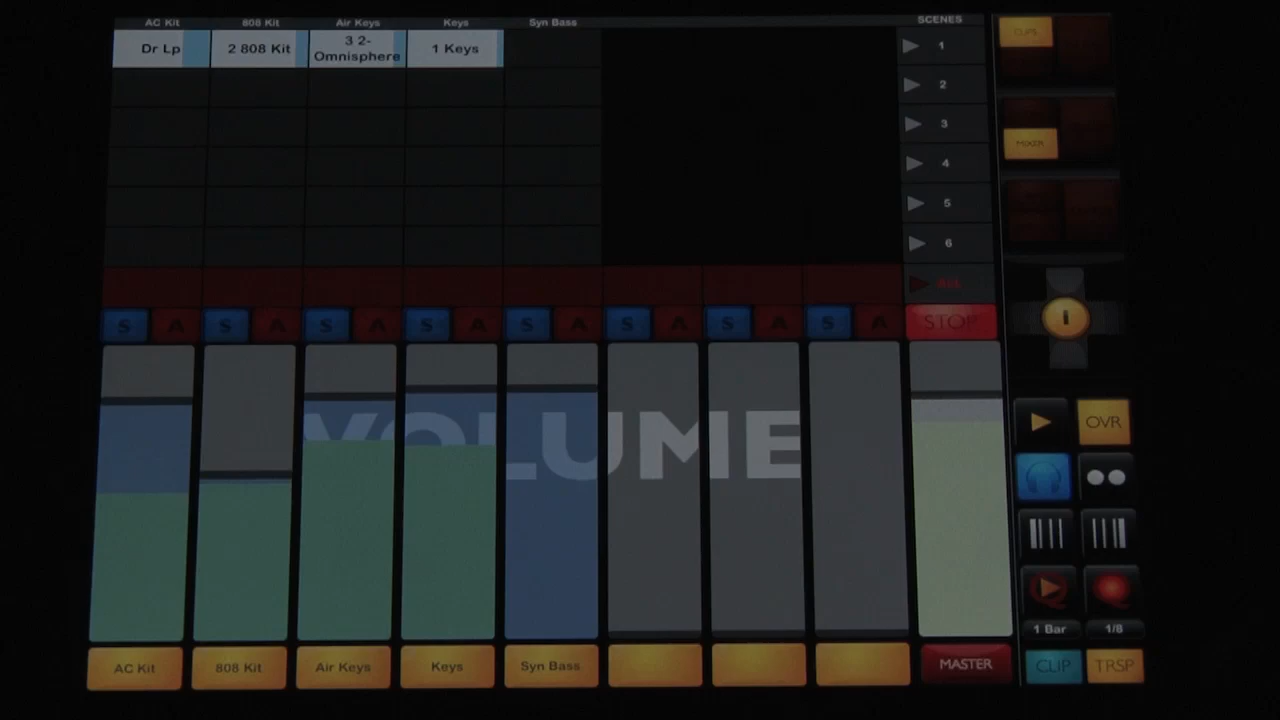 AC Kit 808 Kit Air Keys Keys Syn Bass SCENES
Dr Lp 2 808 Kit 3 2-Omnisphere 1 Keys
1
2
3
4
5
6
CLIPS
MIXER
S A S A S A S A S A S A S A S A STOP
VOLUME
OVR
1 Bar 1/8
AC Kit 808 Kit Air Keys Keys Syn Bass MASTER CLIP TRSP